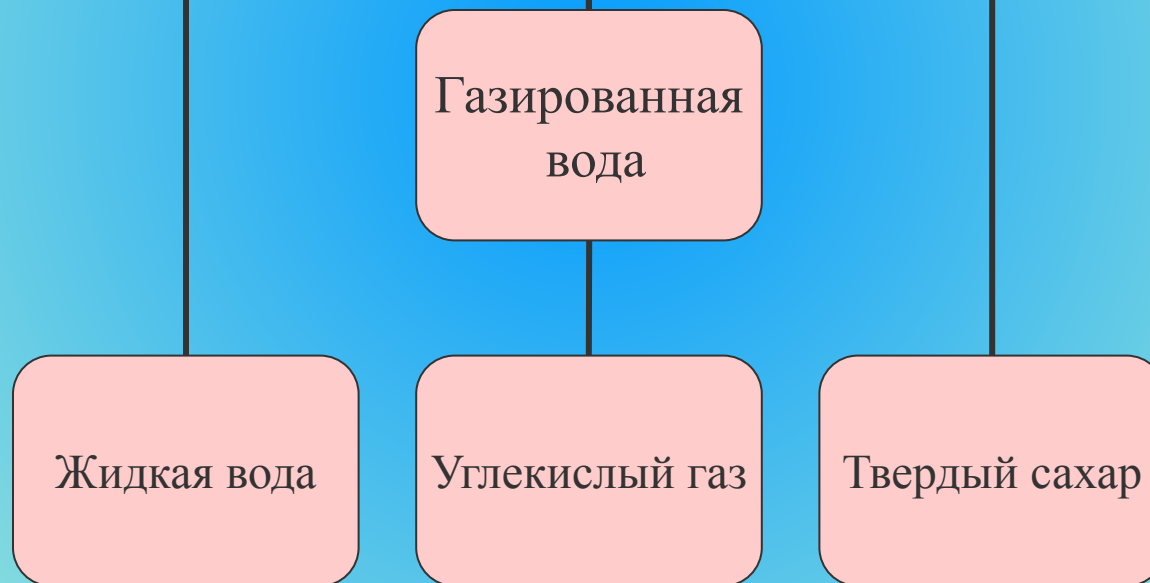 Газированная
вода
Жидкая вода
Углекислый газ
Твердый сахар